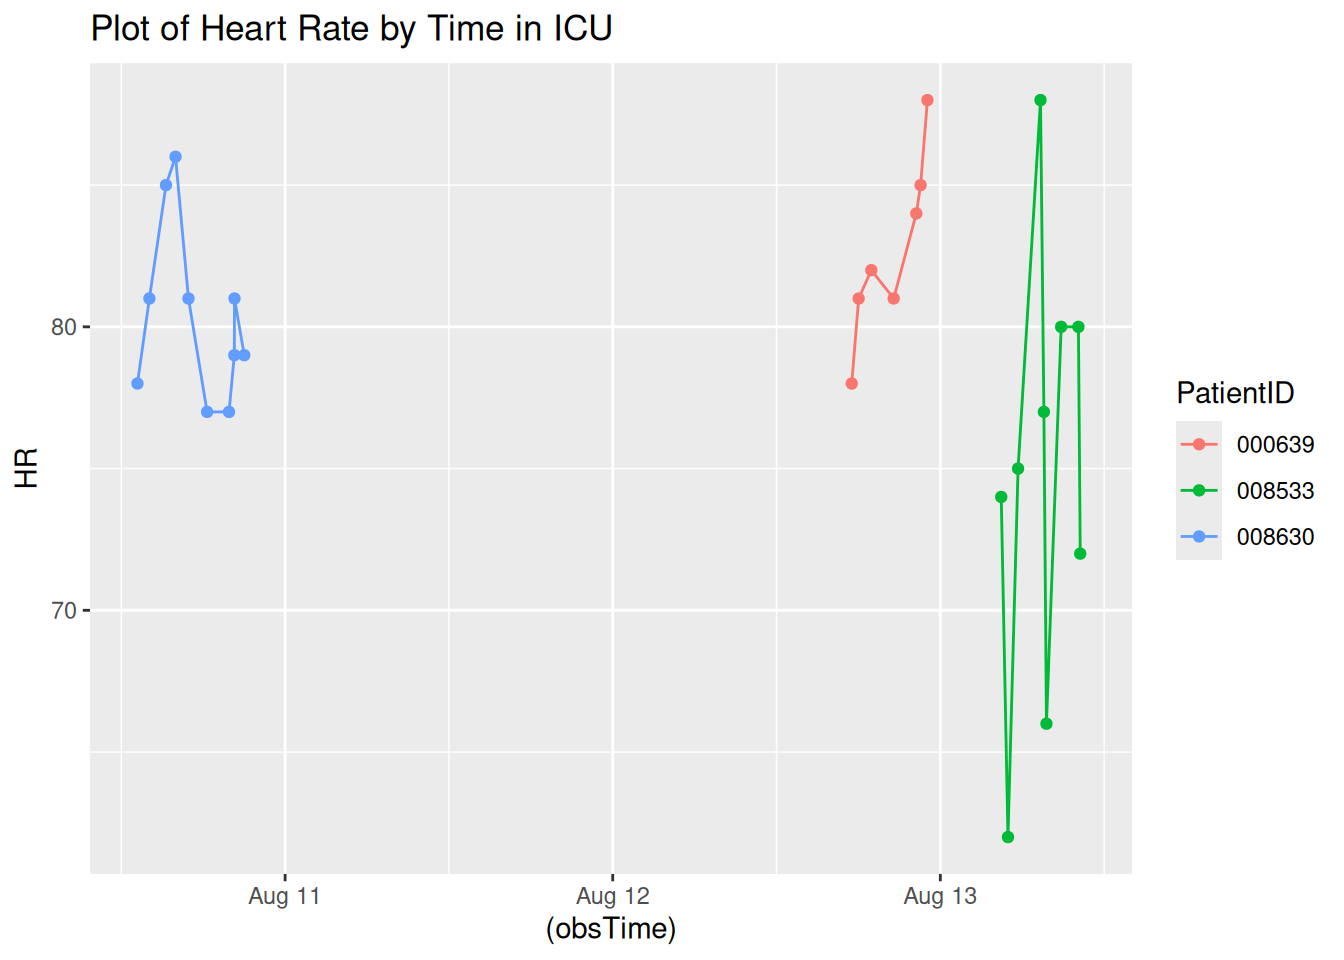 Plot of Heart Rate by Time in ICU
HR
80
70
Aug 11
Aug 12
Aug 13
(obsTime)
PatientID
000639
008533
008630